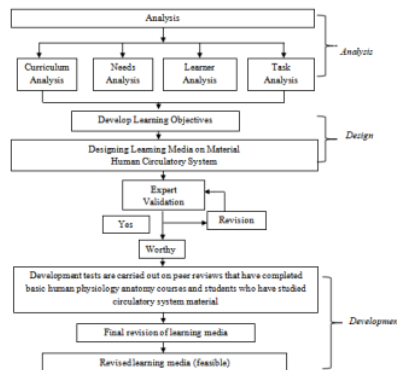 Analysis
Analysis
Curriculum
Analysis
Needs
Analysis
Learner
Analysis
Task
Analysis
Develop Learning Objectives
Design
Designing Learning Media on Material
Human Circulatory System
Expert
Validation
Yes
Revision
Worthy
Development tests are carried out on peer reviews that have completed
basic human physiology anatomy courses and students who have studied
circulatory system material
Development
Final revision of learning media
Revised learning media (feasible)